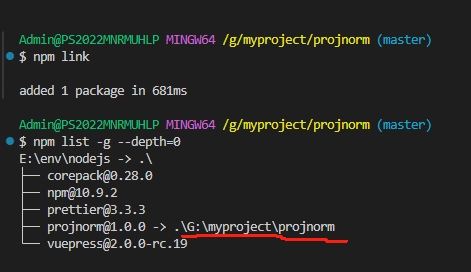 Admin@PS2022MNRMUHLP MINGW64 /g/myproject/projnorm (master)
$ npm link
added 1 package in 681ms
Admin@PS2022MNRMUHLP MINGW64 /g/myproject/projnorm (master)
$ npm list -g --depth=0
E:\env\nodejs -> .\
├── corepack@0.28.0
├── npm@10.9.2
├── prettier@3.3.3
├── projnorm@1.0.0 -> .\G:\myproject\projnorm
└── vuepress@2.0.0-rc.19